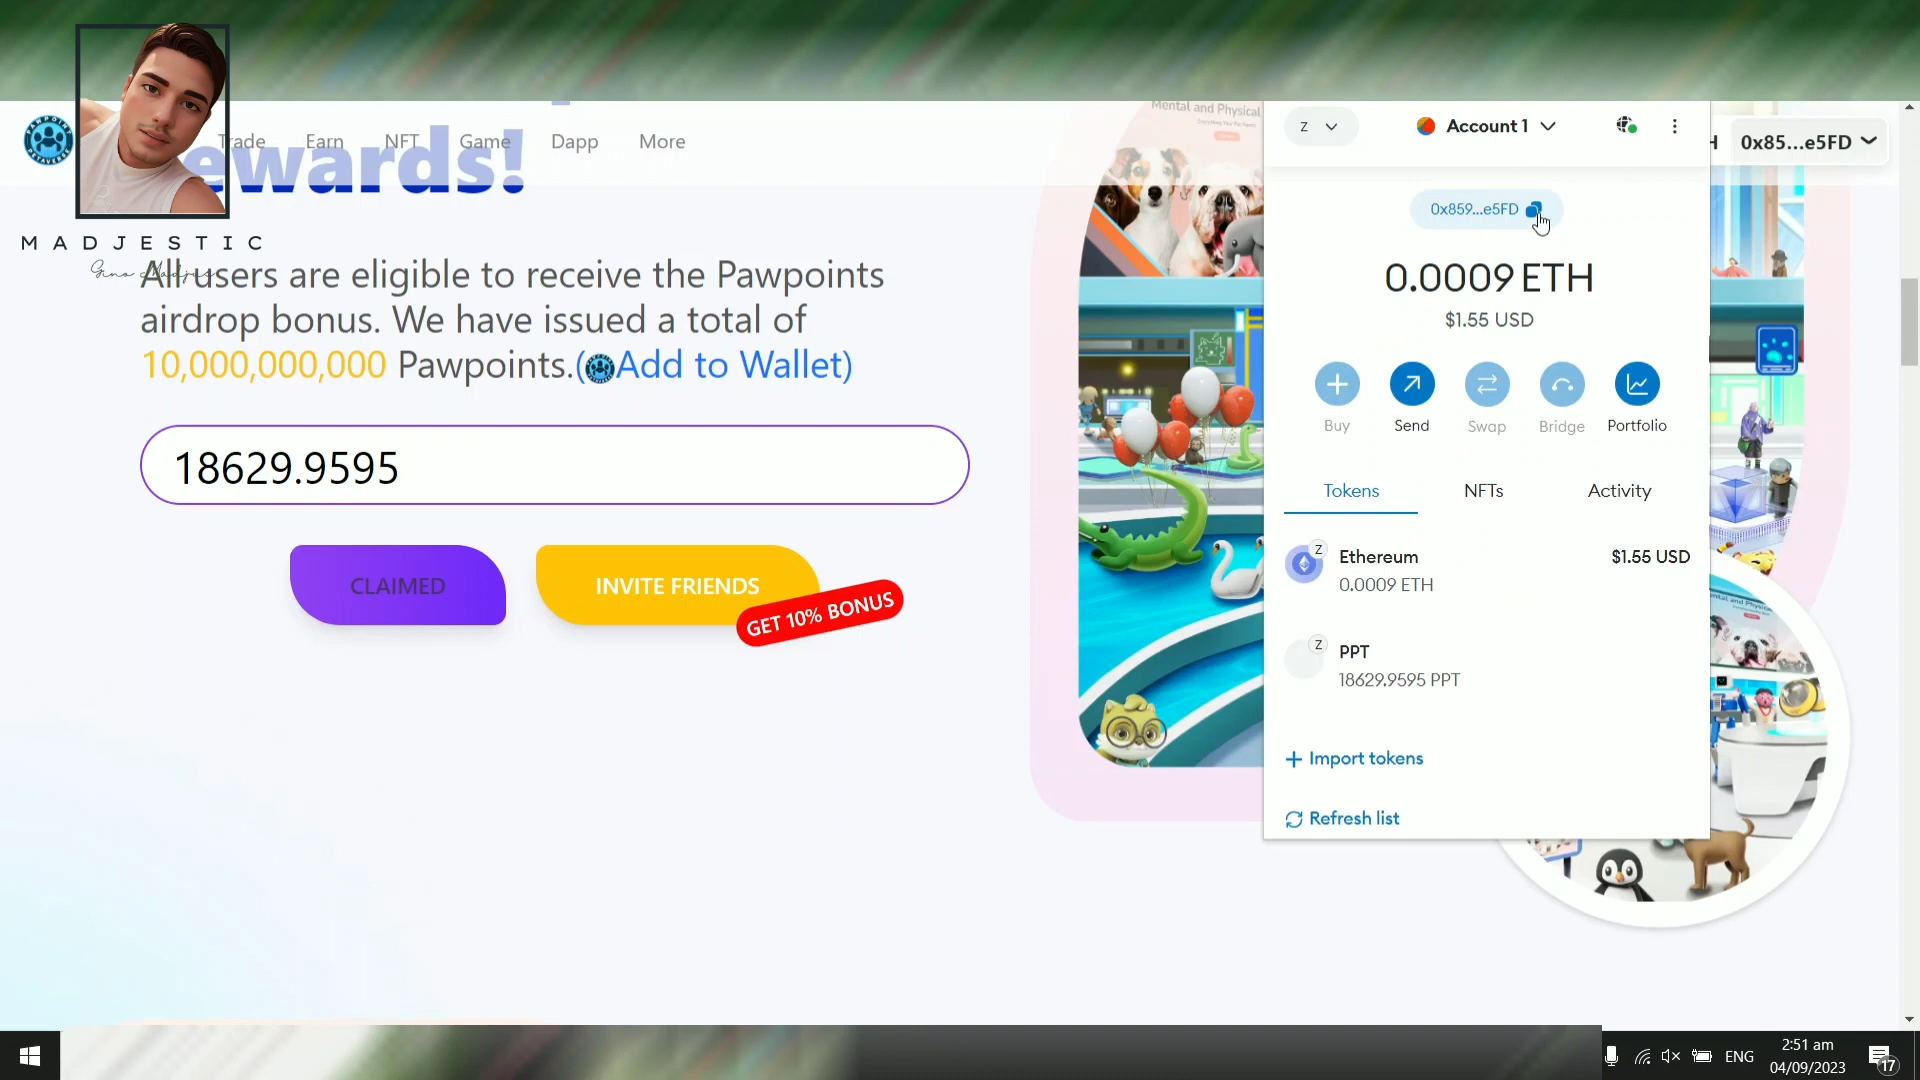 Trade Earn NFT Game Dapp More
ewards!
MADJESTIC
Gino Madjus
All users are eligible to receive the Pawpoints
airdrop bonus. We have issued a total of
10,000,000,000 Pawpoints.(Add to Wallet)
18629.9595
CLAIMED
INVITE FRIENDS
GET 10% BONUS
Mental and Physical
Z
Account 1
H
0x85...e5FD
0x859...e5FD
0.0009 ETH
$1.55 USD
Buy Send Swap Bridge Portfolio
Tokens NFTs Activity
Z
Ethereum $1.55 USD
0.0009 ETH
Z
PPT
18629.9595 PPT
+ Import tokens
Refresh list
ENG
2:51 am
04/09/2023
17